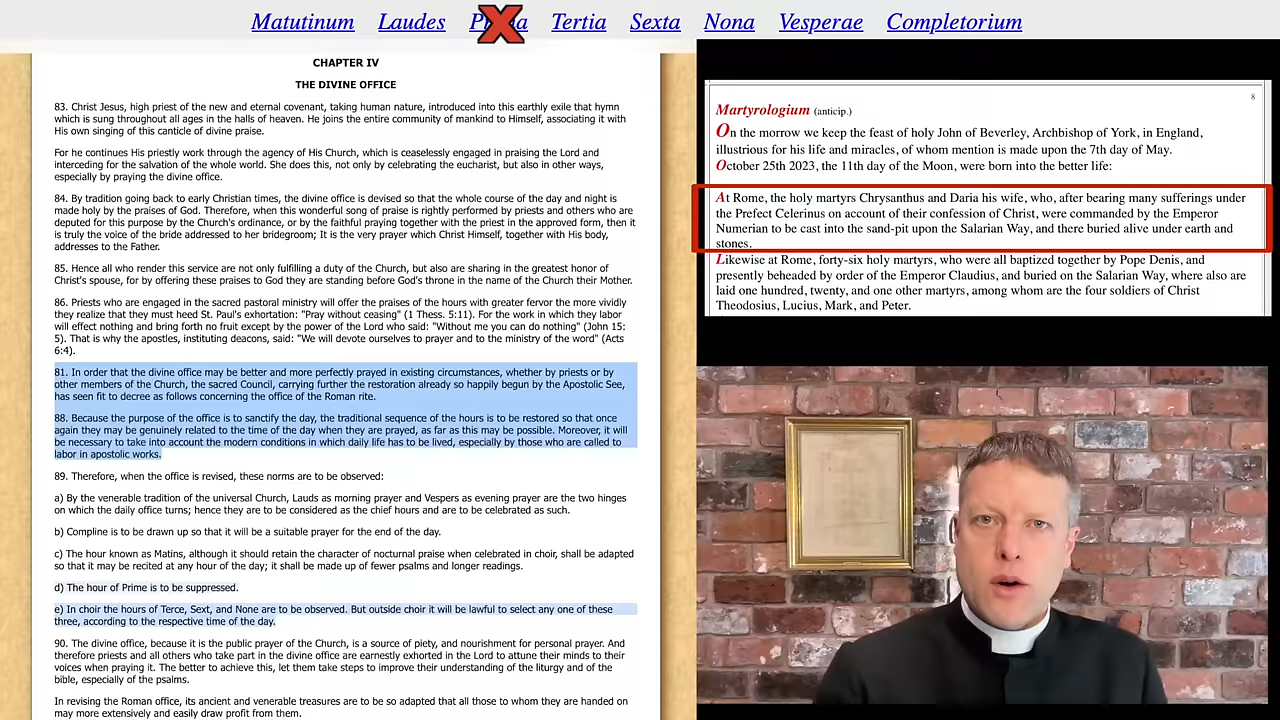 Matutinum Laudes Tertia Sexta Nona Vesperae Completorium
CHAPTER IV
THE DIVINE OFFICE
83. Christ Jesus, high priest of the new and eternal covenant, taking human nature, introduced into this earthly exile that hymn
which is sung throughout all ages in the halls of heaven. He joins the entire community of mankind to Himself, associating it with
His own singing of this canticle of divine praise.
For he continues His priestly work through the agency of His Church, which is ceaselessly engaged in praising the Lord and
interceding for the salvation of the whole world. She does this, not only by celebrating the eucharist, but also in other ways,
especially by praying the divine office.
84. By tradition going back to early Christian times, the divine office is devised so that the whole course of the day and night is
made holy by the praises of God. Therefore, when this wonderful song of praise is rightly performed by priests and others who are
deputed for this purpose by the Church's ordinance, or by the faithful praying together with the priest in the approved form, then it
is truly the voice of the bride addressed to her bridegroom; It is the very prayer which Christ Himself, together with His body,
addresses to the Father.
85. Hence all who render this service are not only fulfilling a duty of the Church, but also are sharing in the greatest honor of
Christ's spouse, for by offering these praises to God they are standing before God's throne in the name of the Church their Mother.
86. Priests who are engaged in the sacred pastoral ministry will offer the praises of the hours with greater fervor the more vividly
they realize that they must heed St. Paul's exhortation: "Pray without ceasing" (1 Thess. 5:11). For the work in which they labor
will effect nothing and bring forth no fruit except by the power of the Lord who said: "Without me you can do nothing" (John 15:
5). That is why the apostles, instituting deacons, said: "We will devote ourselves to prayer and to the ministry of the word" (Acts
6:4).
81. In order that the divine office may be better and more perfectly prayed in existing circumstances, whether by priests or by
other members of the Church, the sacred Council, carrying further the restoration already so happily begun by the Apostolic See,
has seen fit to decree as follows concerning the office of the Roman rite.
88. Because the purpose of the office is to sanctify the day, the traditional sequence of the hours is to be restored so that once
again they may be genuinely related to the time of the day when they are prayed, as far as this may be possible. Moreover, it will
be necessary to take into account the modern conditions in which daily life has to be lived, especially by those who are called to
labor in apostolic works.
89. Therefore, when the office is revised, these norms are to be observed:
a) By the venerable tradition of the universal Church, Lauds as morning prayer and Vespers as evening prayer are the two hinges
on which the daily office turns; hence they are to be considered as the chief hours and are to be celebrated as such.
b) Compline is to be drawn up so that it will be a suitable prayer for the end of the day.
c) The hour known as Matins, although it should retain the character of nocturnal praise when celebrated in choir, shall be adapted
so that it may be recited at any hour of the day; it shall be made up of fewer psalms and longer readings.
d) The hour of Prime is to be suppressed.
e) In choir the hours of Terce, Sext, and None are to be observed. But outside choir it will be lawful to select any one of these
three, according to the respective time of the day.
90. The divine office, because it is the public prayer of the Church, is a source of piety, and nourishment for personal prayer. And
therefore priests and all others who take part in the divine office are earnestly exhorted in the Lord to attune their minds to their
voices when praying it. The better to achieve this, let them take steps to improve their understanding of the liturgy and of the
bible, especially of the psalms.
In revising the Roman office, its ancient and venerable treasures are to be so adapted that all those to whom they are handed on
may more extensively and easily draw profit from them.
8
Martyrologium (anticip.)
On the morrow we keep the feast of holy John of Beverley, Archbishop of York, in England,
illustrious for his life and miracles, of whom mention is made upon the 7th day of May.
October 25th 2023, the 11th day of the Moon, were born into the better life:
At Rome, the holy martyrs Chrysanthus and Daria his wife, who, after bearing many sufferings under
the Prefect Celerinus on account of their confession of Christ, were commanded by the Emperor
Numerian to be cast into the sand-pit upon the Salarian Way, and there buried alive under earth and
stones.
Likewise at Rome, forty-six holy martyrs, who were all baptized together by Pope Denis, and
presently beheaded by order of the Emperor Claudius, and buried on the Salarian Way, where also are
laid one hundred, twenty, and one other martyrs, among whom are the four soldiers of Christ
Theodosius, Lucius, Mark, and Peter.